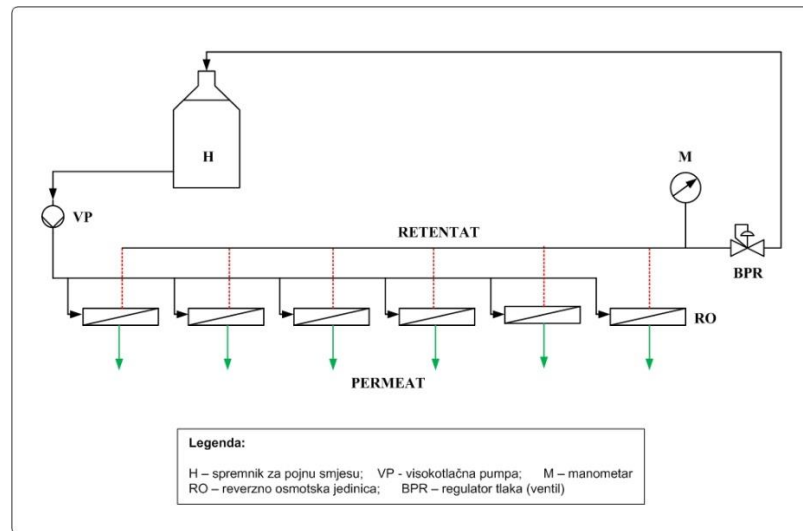 H
M
VP
RETENTAT
BPR
RO
PERMEAT
Legenda:
H – spremnik za pojnu smjesu; VP - visokotlačna pumpa; M – manometar
RO – reverzno osmotska jedinica; BPR – regulator tlaka (ventil)